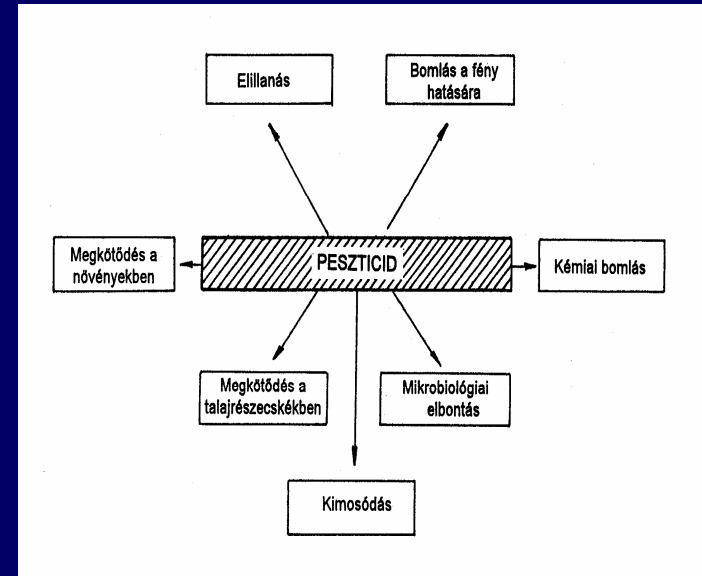 Elillanás
Bomlás a fény
hatására
Megkötődés a
növényekben
PESZTICID
Kémiai bomlás
Megkötődés a
talajrészecskékben
Mikrobiológiai
elbontás
Kimosódás